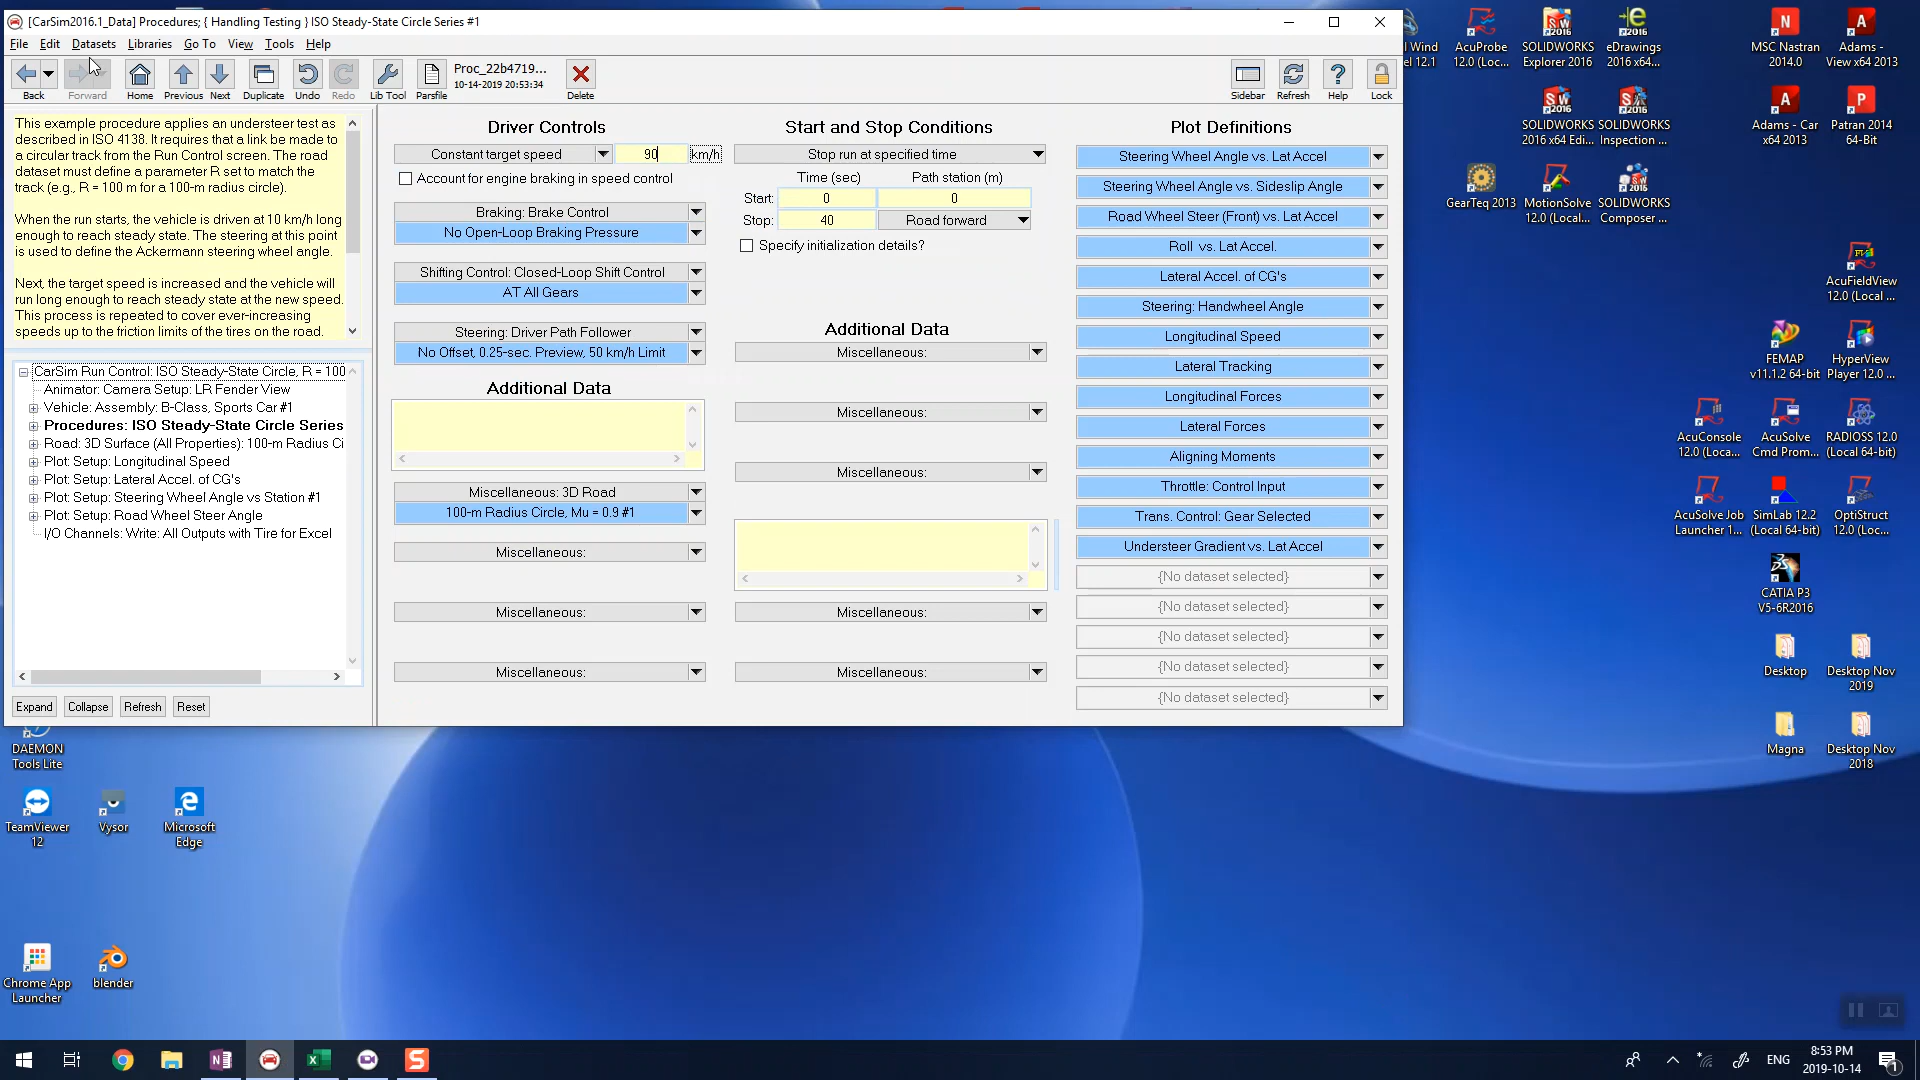 [CarSim2016.1_Data] Procedures; { Handling Testing } ISO Steady-State Circle Series #1
File Edit Datasets Libraries Go To View Tools Help
Back Forward Home Previous Next Duplicate Undo Redo Lib Tool Parsfile
Proc_22b4719...
10-14-2019 20:53:34
Delete
Sidebar Refresh Help Lock
This example procedure applies an understeer test as
described in ISO 4138. It requires that a link be made to
a circular track from the Run Control screen. The road
dataset must define a parameter R set to match the
track (e.g., R = 100 m for a 100-m radius circle).
When the run starts, the vehicle is driven at 10 km/h long
enough to reach steady state. The steering at this point
is used to define the Ackermann steering wheel angle.
Next, the target speed is increased and the vehicle will
run long enough to reach steady state at the new speed.
This process is repeated to cover ever-increasing
speeds up to the friction limits of the tires on the road.
CarSim Run Control: ISO Steady-State Circle, R = 100
Animator: Camera Setup: LR Fender View
Vehicle: Assembly: B-Class, Sports Car #1
Procedures: ISO Steady-State Circle Series
Road: 3D Surface (All Properties): 100-m Radius Ci
Plot: Setup: Longitudinal Speed
Plot: Setup: Lateral Accel. of CG's
Plot: Setup: Steering Wheel Angle vs Station #1
Plot: Setup: Road Wheel Steer Angle
I/O Channels: Write: All Outputs with Tire for Excel
Expand Collapse Refresh Reset
Driver Controls
Constant target speed 90 km/h
Account for engine braking in speed control
Braking: Brake Control
No Open-Loop Braking Pressure
Shifting Control: Closed-Loop Shift Control
AT All Gears
Steering: Driver Path Follower
No Offset, 0.25-sec. Preview, 50 km/h Limit
Additional Data
Miscellaneous: 3D Road
100-m Radius Circle, Mu = 0.9 #1
Miscellaneous:
Miscellaneous:
Miscellaneous:
Start and Stop Conditions
Stop run at specified time
Time (sec) Path station (m)
Start: 0 0
Stop: 40 Road forward
Specify initialization details?
Additional Data
Miscellaneous:
Miscellaneous:
Miscellaneous:
Miscellaneous:
Miscellaneous:
Plot Definitions
Steering Wheel Angle vs. Lat Accel
Steering Wheel Angle vs. Sideslip Angle
Road Wheel Steer (Front) vs. Lat Accel
Roll vs. Lat Accel.
Lateral Accel. of CG's
Steering: Handwheel Angle
Longitudinal Speed
Lateral Tracking
Longitudinal Forces
Lateral Forces
Aligning Moments
Throttle: Control Input
Trans. Control: Gear Selected
Understeer Gradient vs. Lat Accel
{No dataset selected}
{No dataset selected}
{No dataset selected}
{No dataset selected}
{No dataset selected}
l Wind
el 12.1
AcuProbe
12.0 (Loc...
SOLIDWORKS
Explorer 2016
eDrawings
2016 x64...
MSC Nastran
2014.0
Adams -
View x64 2013
SOLIDWORKS
2016 x64 Edi...
SOLIDWORKS
Inspection ...
Adams - Car
x64 2013
Patran 2014
64-Bit
GearTeq 2013
MotionSolve
12.0 (Local...
SOLIDWORKS
Composer ...
AcuFieldView
12.0 (Local ...
FEMAP
v11.1.2 64-bit
HyperView
Player 12.0 ...
AcuConsole
12.0 (Loca...
AcuSolve
Cmd Prom...
RADIOSS 12.0
(Local 64-bit)
AcuSolve Job
Launcher 1...
SimLab 12.2
(Local 64-bit)
OptiStruct
12.0 (Loc...
CATIA P3
V5-6R2016
Desktop
Desktop Nov
2019
Magna
Desktop Nov
2018
DAEMON
Tools Lite
TeamViewer
12
Vysor
Microsoft
Edge
Chrome App
Launcher
blender
ENG
8:53 PM
2019-10-14
1